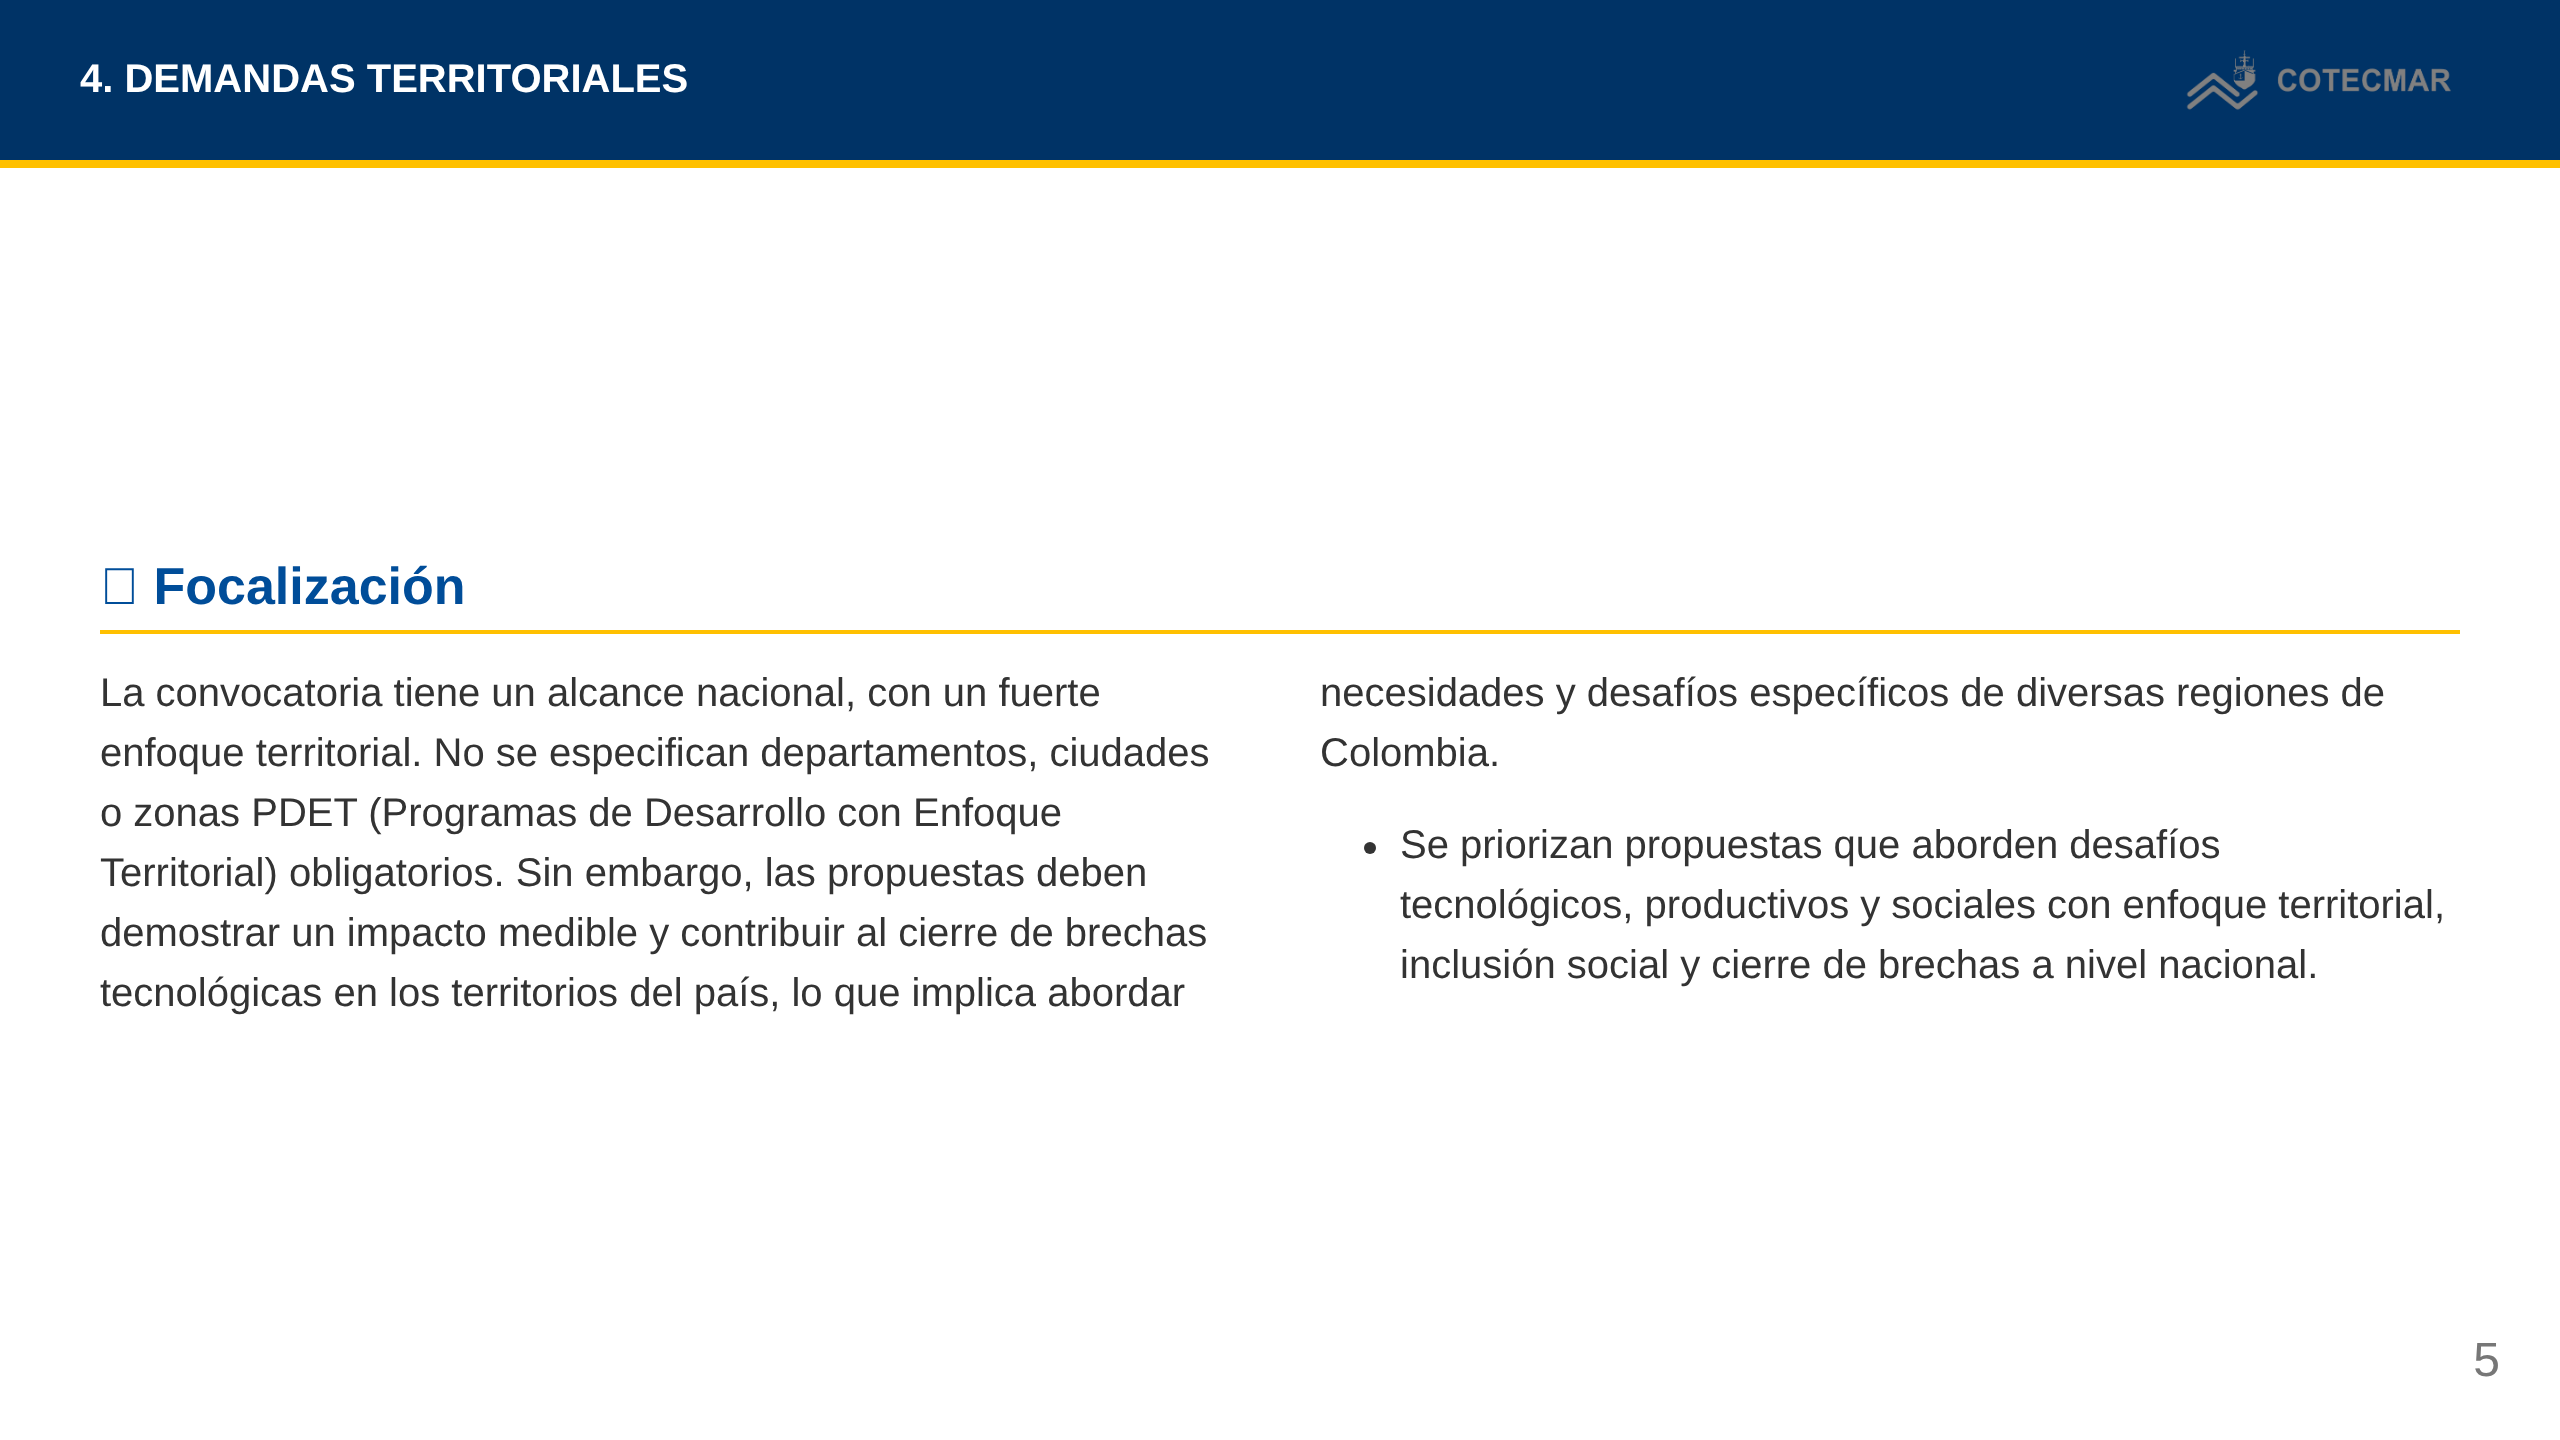 4. DEMANDAS TERRITORIALES
COTECMAR
Focalización
La convocatoria tiene un alcance nacional, con un fuerte
enfoque territorial. No se especifican departamentos, ciudades
o zonas PDET (Programas de Desarrollo con Enfoque
Territorial) obligatorios. Sin embargo, las propuestas deben
demostrar un impacto medible y contribuir al cierre de brechas
tecnológicas en los territorios del país, lo que implica abordar
necesidades y desafíos específicos de diversas regiones de
Colombia.
• Se priorizan propuestas que aborden desafíos
tecnológicos, productivos y sociales con enfoque territorial,
inclusión social y cierre de brechas a nivel nacional.
5